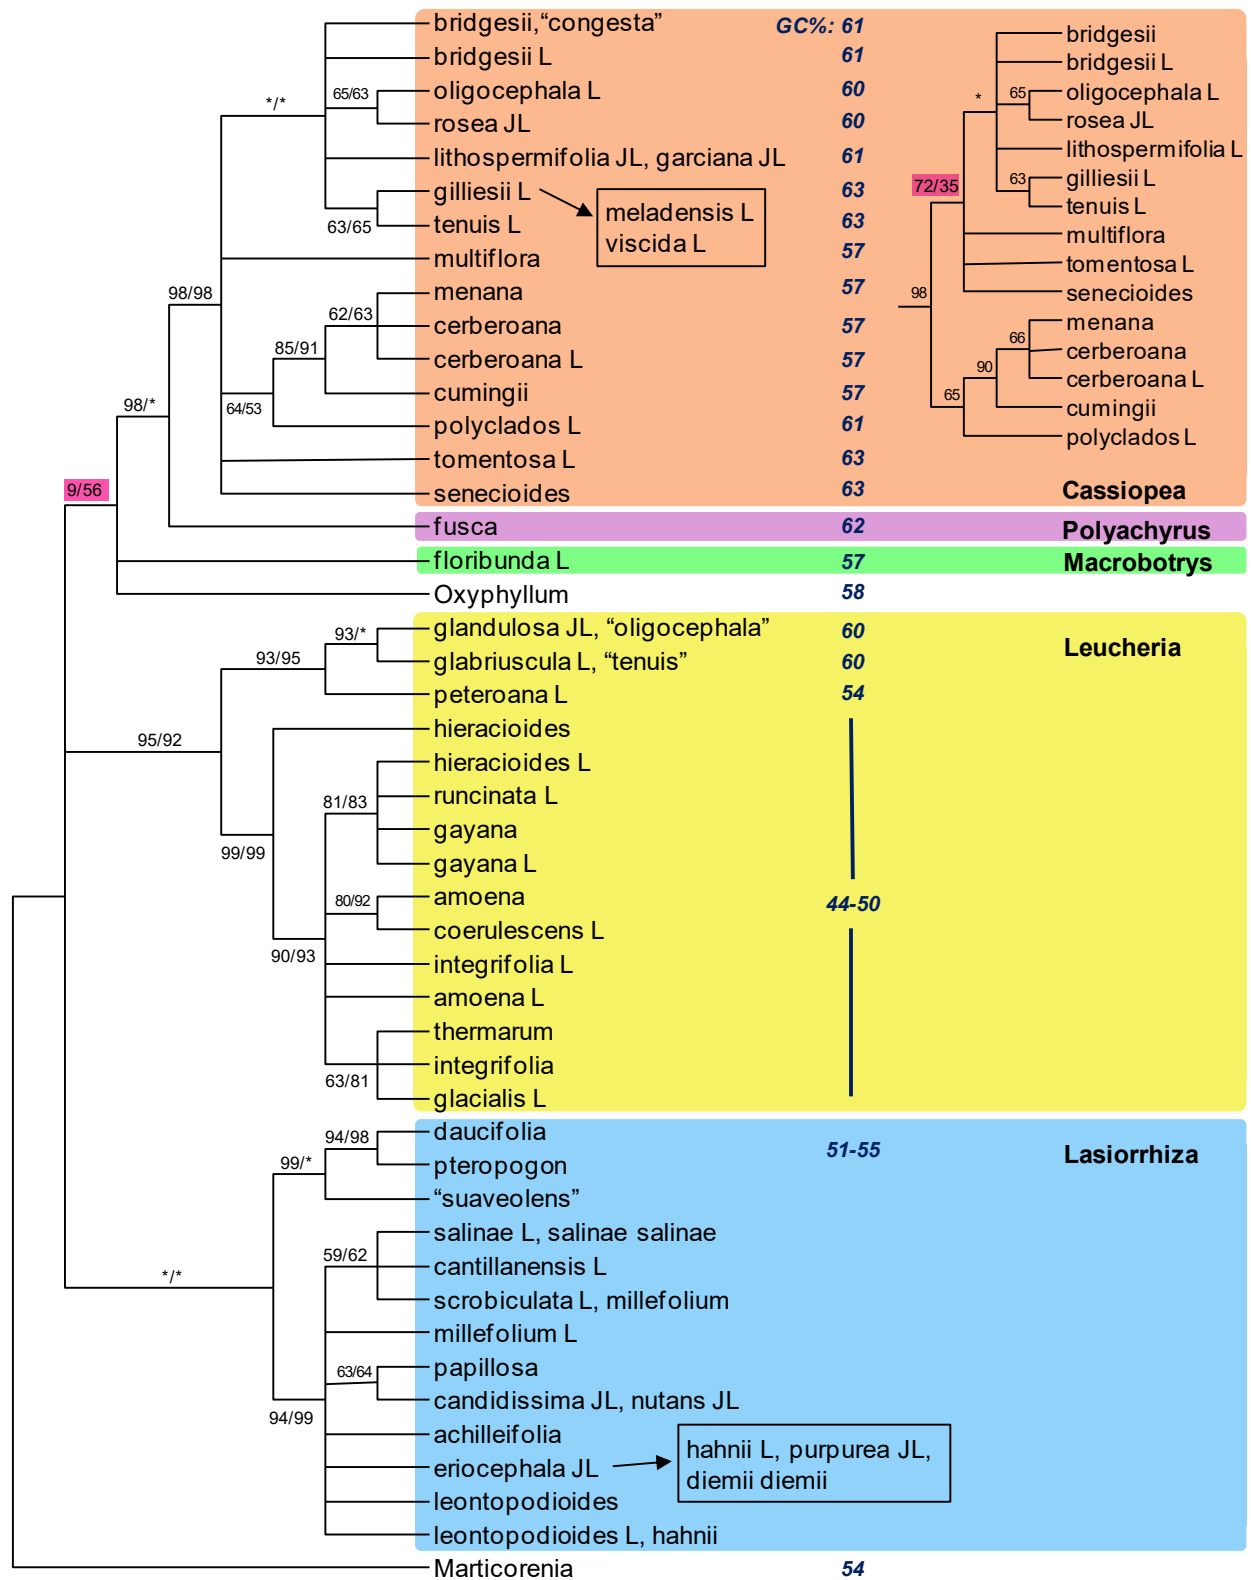 bridgesii,“congesta”
GC%: 61
bridgesii L
61
65/63
oligocephala L
60
*/*
rosea JL
60
lithospermifolia JL, garciana JL
61
gilliesii L
63
meladensis L
viscida L
63/65
tenuis L
63
multiflora
57
98/98
menana
57
62/63
cerberoana
57
85/91
cerberoana L
57
64/53
cumingii
57
98/*
polyclados L
61
tomentosa L
63
9/56
senecioides
63
bridgesii
bridgesii L
65
oligocephala L
*
rosea JL
lithospermifolia L
72/35
63
gilliesii L
tenuis L
multiflora
tomentosa L
98
senecioides
menana
66
cerberoana
90
cerberoana L
65
cumingii
polyclados L
Cassiopea
fusca
62
Polyachyrus
floribunda L
57
Macrobotrys
Oxyphyllum
58
93/*
glandulosa JL, “oligocephala”
60
Leucheria
93/95
glabriuscula L, “tenuis”
60
peteroana L
54
95/92
hieracioides
hieracioides L
81/83
runcinata L
gayana
99/99
gayana L
80/92
amoena
44-50
coerulescens L
90/93
integrifolia L
amoena L
thermarum
integrifolia
63/81
glacialis L
94/98
daucifolia
51-55
Lasiorrhiza
99/*
pteropogon
“suaveolens”
salinae L, salinae salinae
59/62
cantillanensis L
*/*
scrobiculata L, millefolium
millefolium L
63/64
papillosa
candidissima JL, nutans JL
94/99
achilleifolia
eriocephala JL
hahnii L, purpurea JL,
diemii diemii
leontopodioides
leontopodioides L, hahnii
Marticorenia
54